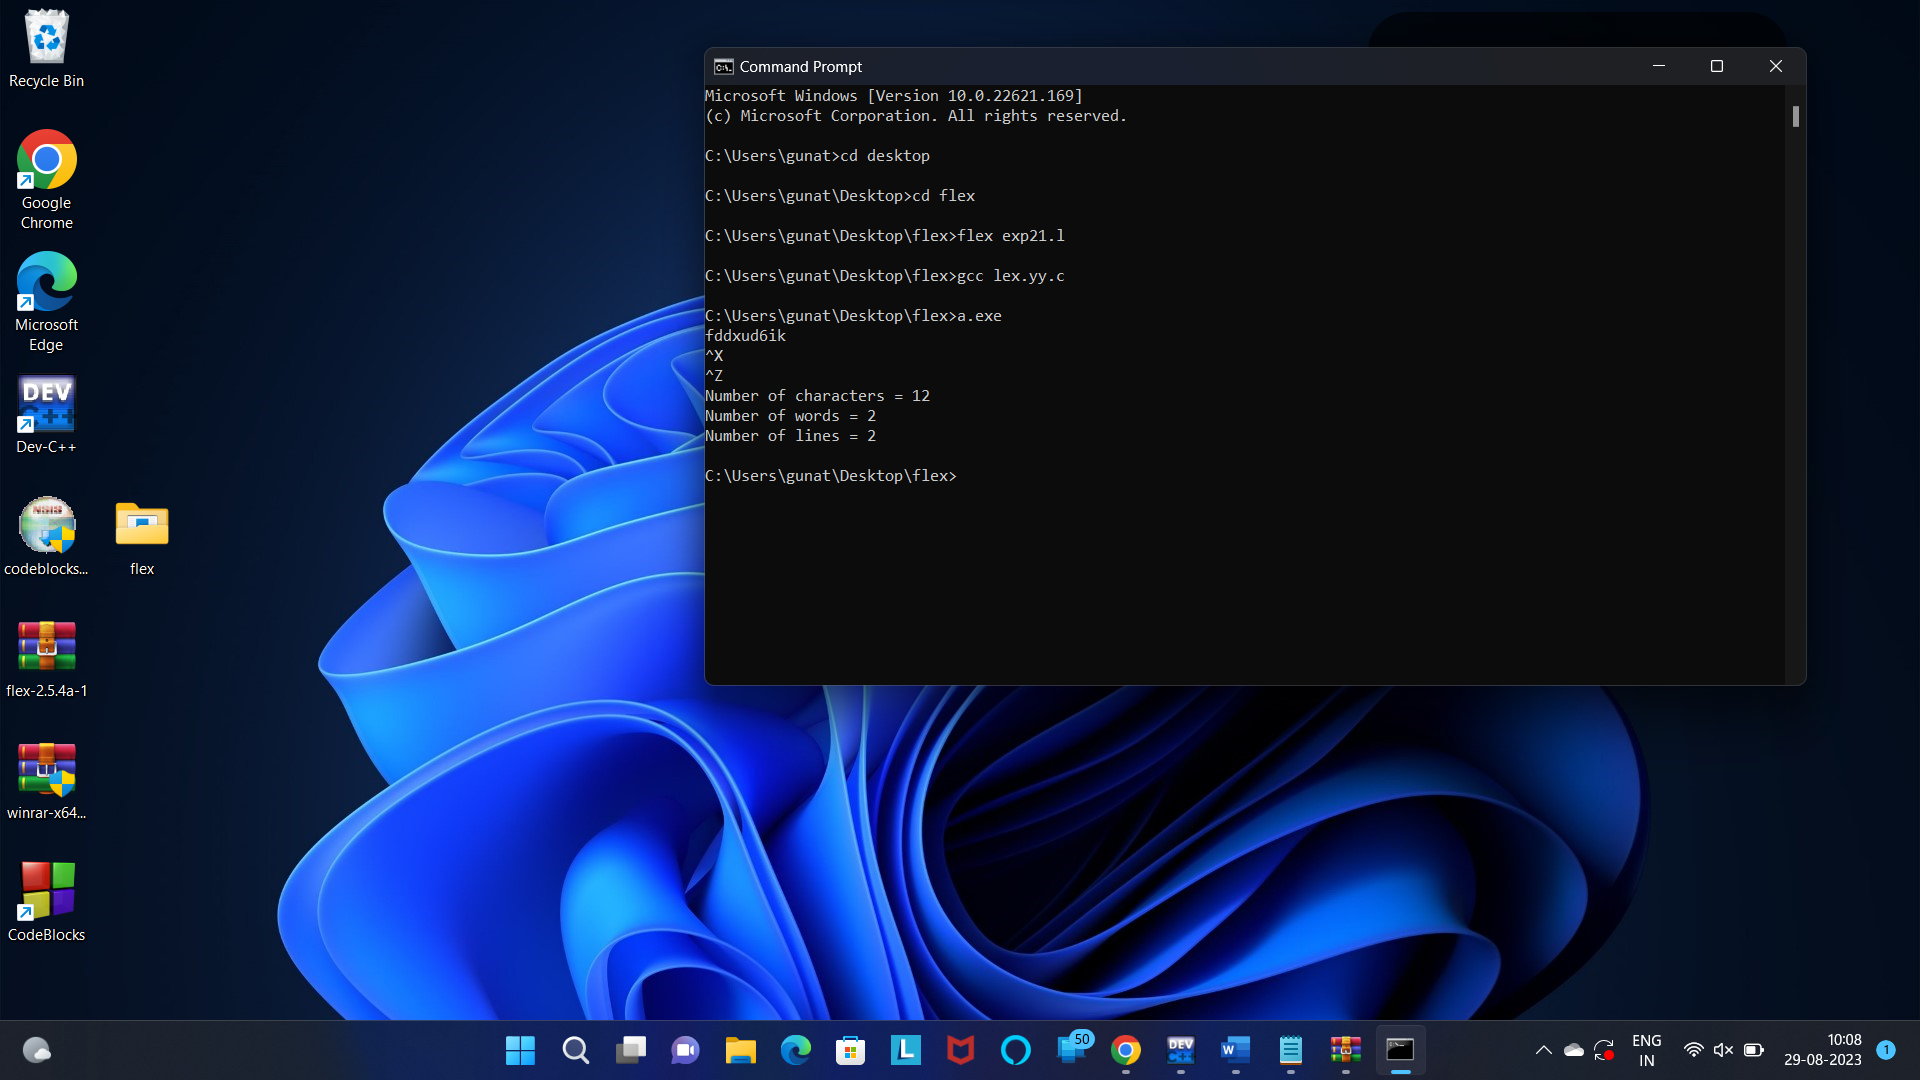 Recycle Bin
Google
Chrome
Microsoft
Edge
DEV
C++
Dev-C++
NSIS
codeblocks...
flex
flex-2.5.4a-1
winrar-x64...
CodeBlocks
C:\.
Command Prompt
Microsoft Windows [Version 10.0.22621.169]
(c) Microsoft Corporation. All rights reserved.
C:\Users\gunat>cd desktop
C:\Users\gunat\Desktop>cd flex
C:\Users\gunat\Desktop\flex>flex exp21.l
C:\Users\gunat\Desktop\flex>gcc lex.yy.c
C:\Users\gunat\Desktop\flex>a.exe
fddxud6ik
^X
^Z
Number of characters = 12
Number of words = 2
Number of lines = 2
C:\Users\gunat\Desktop\flex>
L
50
DEV
C++
W
ENG
IN
10:08
29-08-2023
1